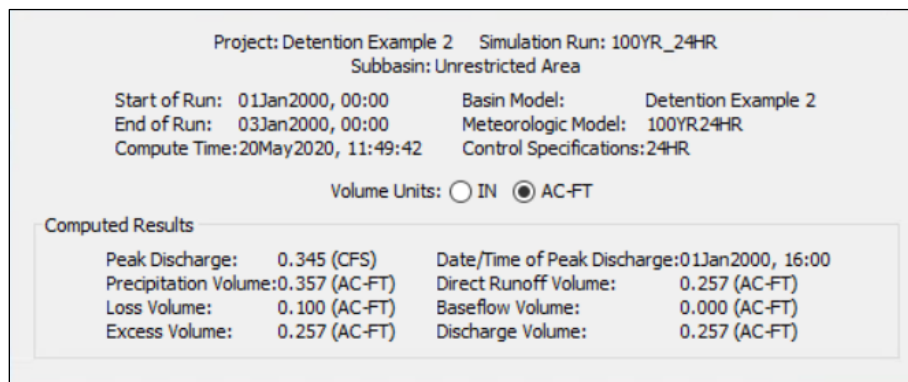 Project: Detention Example 2 Simulation Run: 100YR_24HR
Subbasin: Unrestricted Area
Start of Run: 01Jan2000, 00:00 Basin Model: Detention Example 2
End of Run: 03Jan2000, 00:00 Meteorologic Model: 100YR24HR
Compute Time:20May2020, 11:49:42 Control Specifications:24HR
Volume Units: IN AC-FT
Computed Results
Peak Discharge: 0.345 (CFS) Date/Time of Peak Discharge:01Jan2000, 16:00
Precipitation Volume:0.357 (AC-FT) Direct Runoff Volume: 0.257 (AC-FT)
Loss Volume: 0.100 (AC-FT) Baseflow Volume: 0.000 (AC-FT)
Excess Volume: 0.257 (AC-FT) Discharge Volume: 0.257 (AC-FT)